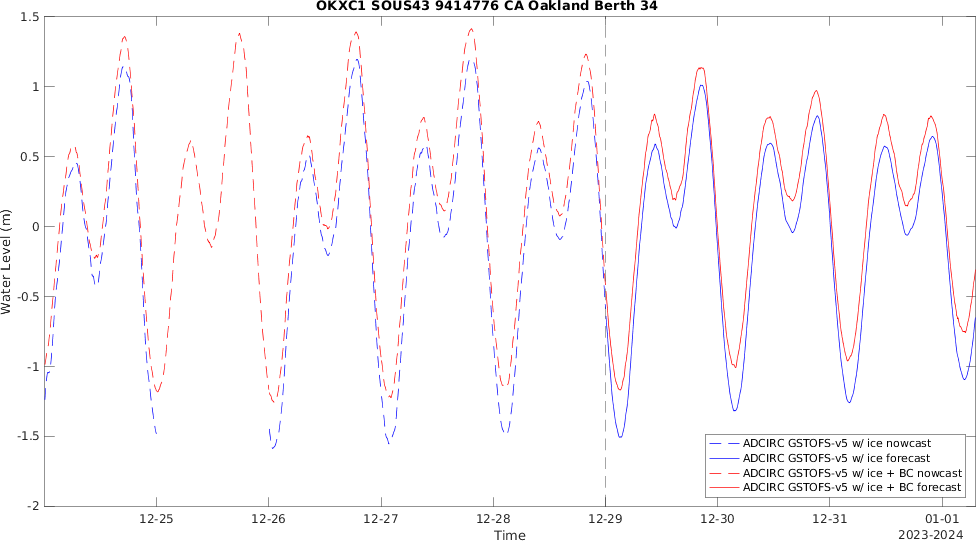 OKXC1 SOUS43 9414776 CA Oakland Berth 34
Water Level (m)
1.5
1
0.5
0
-0.5
-1
-1.5
-2
12-25
12-26
12-27
12-28
12-29
12-30
12-31
01-01
Time
2023-2024
ADCIRC GSTOFS-v5 w/ ice nowcast
ADCIRC GSTOFS-v5 w/ ice forecast
ADCIRC GSTOFS-v5 w/ ice + BC nowcast
ADCIRC GSTOFS-v5 w/ ice + BC forecast